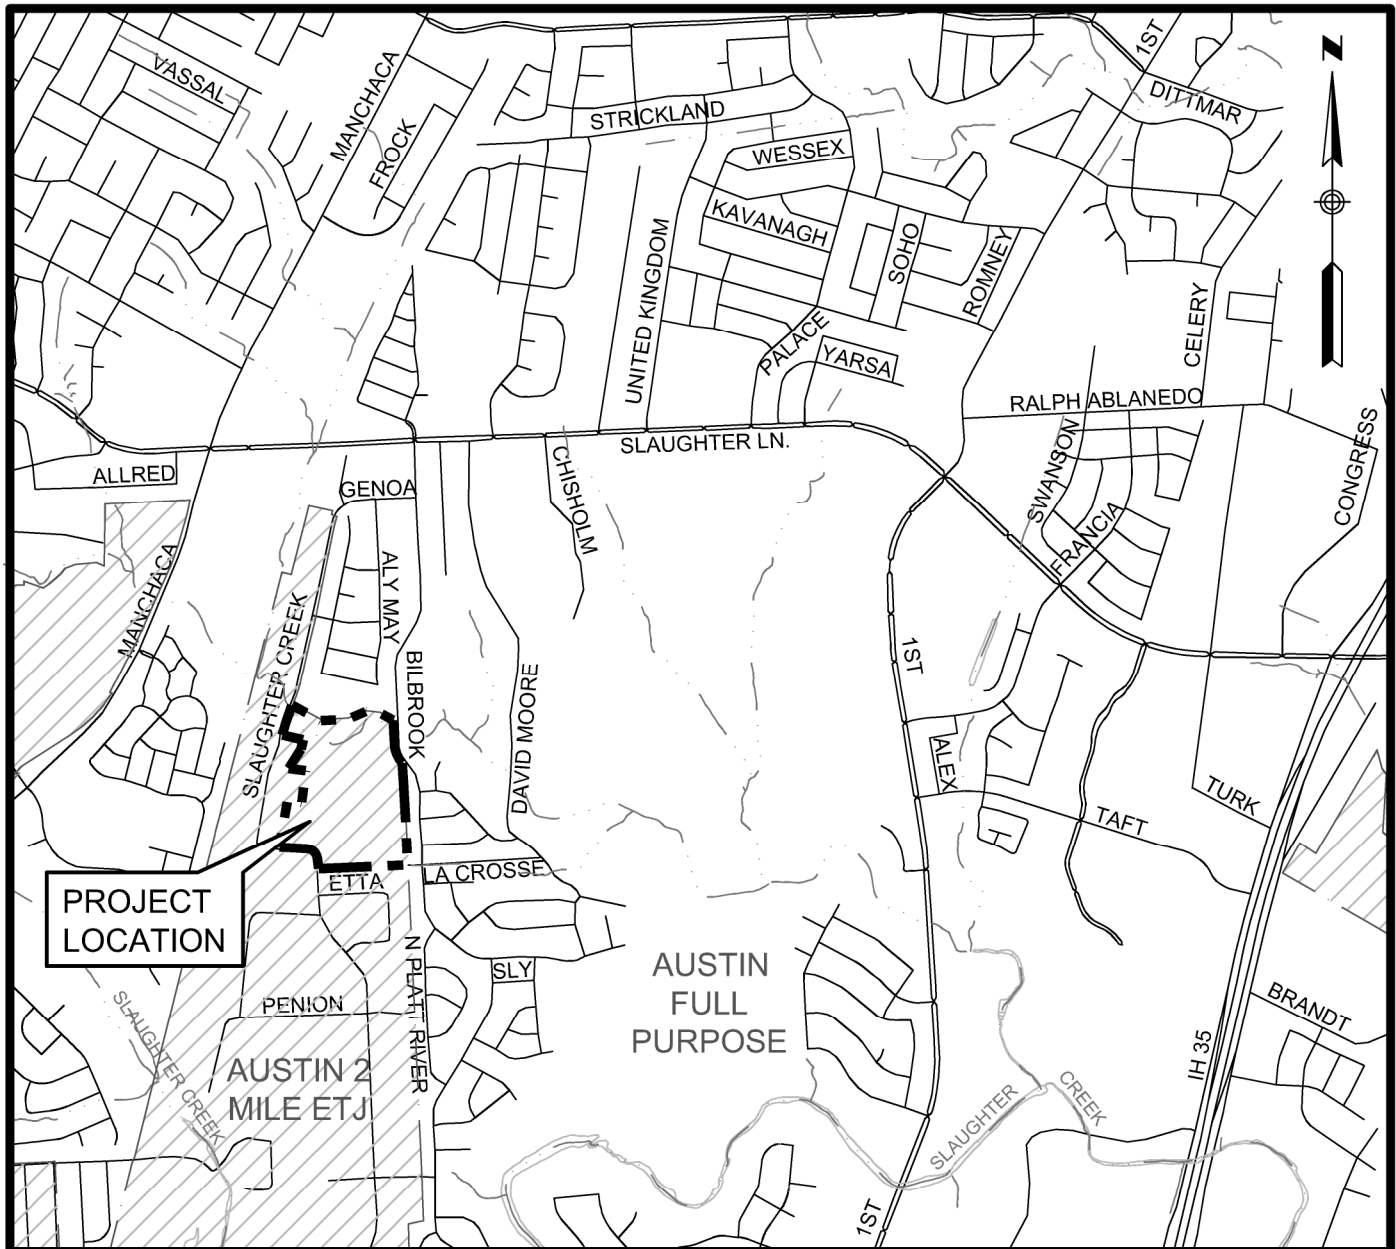 1ST
N
VASSAL
MANCHACA
DITTMAR
STRICKLAND
FROCK
WESSEX
KAVANAGH
SOHO
ROMNEY
UNITED KINGDOM
CELERY
PALACE
YARSA
RALPH ABLANEDO
SLAUGHTER LN.
CONGRESS
SWANSON
ALLRED
GENOA
CHISHOLM
FRANCIA
MANCHACA
ALY MAY
SLAUGHTER CREEK
1ST
BILBROOK
DAVID MOORE
ALEX
TURK
TAFT
LA CROSSE
ETTA
PROJECT
LOCATION
N PLATT RIVER
SLY
AUSTIN
FULL
PURPOSE
PENION
BRANDT
SLAUGHTER CREEK
AUSTIN 2
MILE ETJ
IH 35
SLAUGHTER
CREEK
1ST